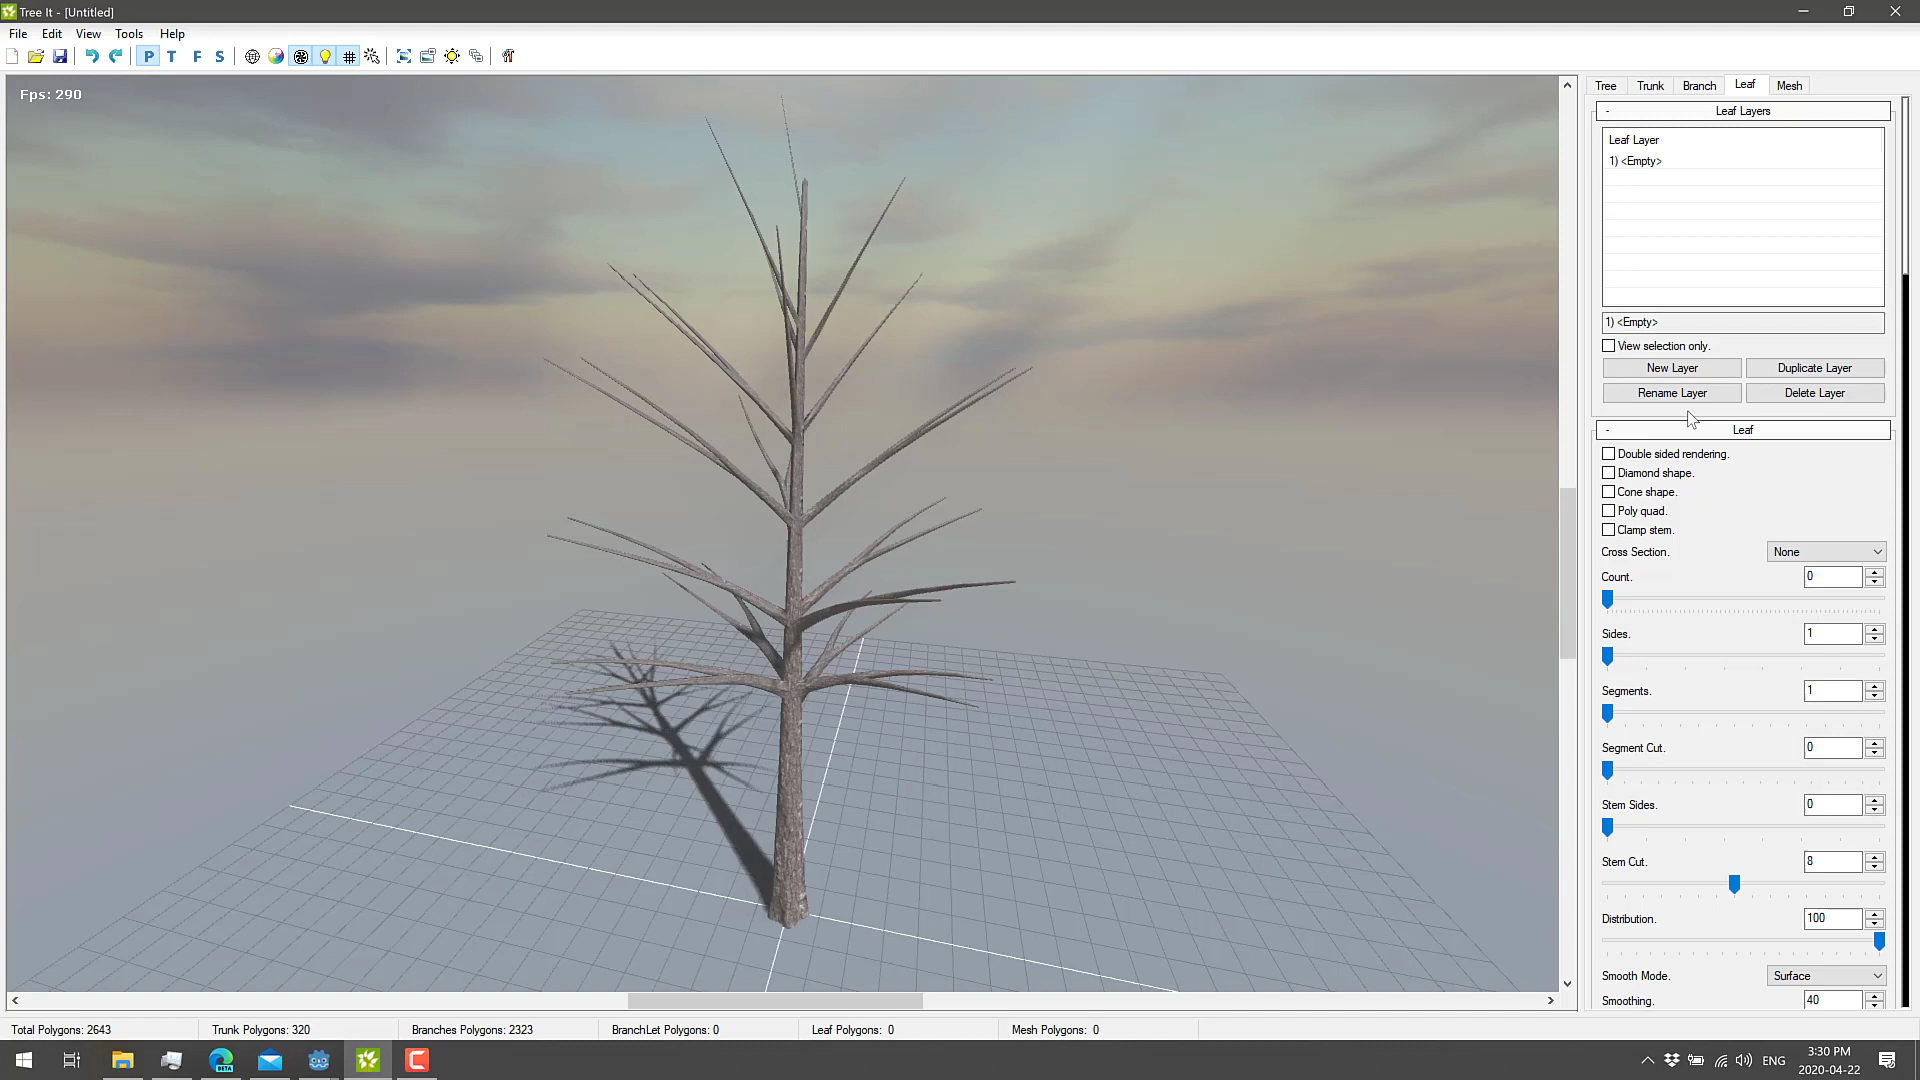 Tree It - [Untitled]
File Edit View Tools Help
P T F S
Fps: 290
Tree Trunk Branch Leaf Mesh
- Leaf Layers
Leaf Layer
1) <Empty>
1) <Empty>
View selection only.
New Layer Duplicate Layer
Rename Layer Delete Layer
- Leaf
Double sided rendering.
Diamond shape.
Cone shape.
Poly quad.
Clamp stem.
Cross Section. None
Count. 0
Sides. 1
Segments. 1
Segment Cut. 0
Stem Sides. 0
Stem Cut. 8
Distribution. 100
Smooth Mode. Surface
Smoothing. 40
Total Polygons: 2643 Trunk Polygons: 320 Branches Polygons: 2323 BranchLet Polygons: 0 Leaf Polygons: 0 Mesh Polygons: 0
BETA C ENG 3:30 PM
2020-04-22